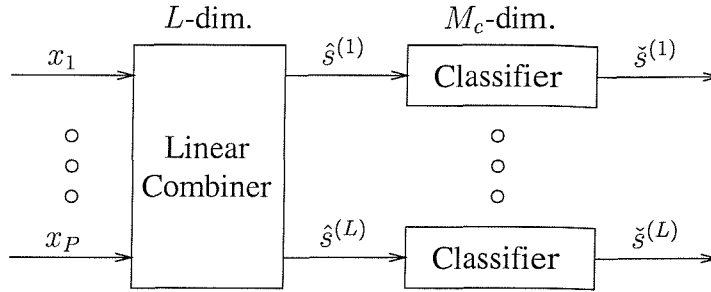 L-dim. M_c-dim.
x_1 ŝ^{(1)} Classifier š^{(1)}
Linear
Combiner
x_P ŝ^{(L)} Classifier š^{(L)}